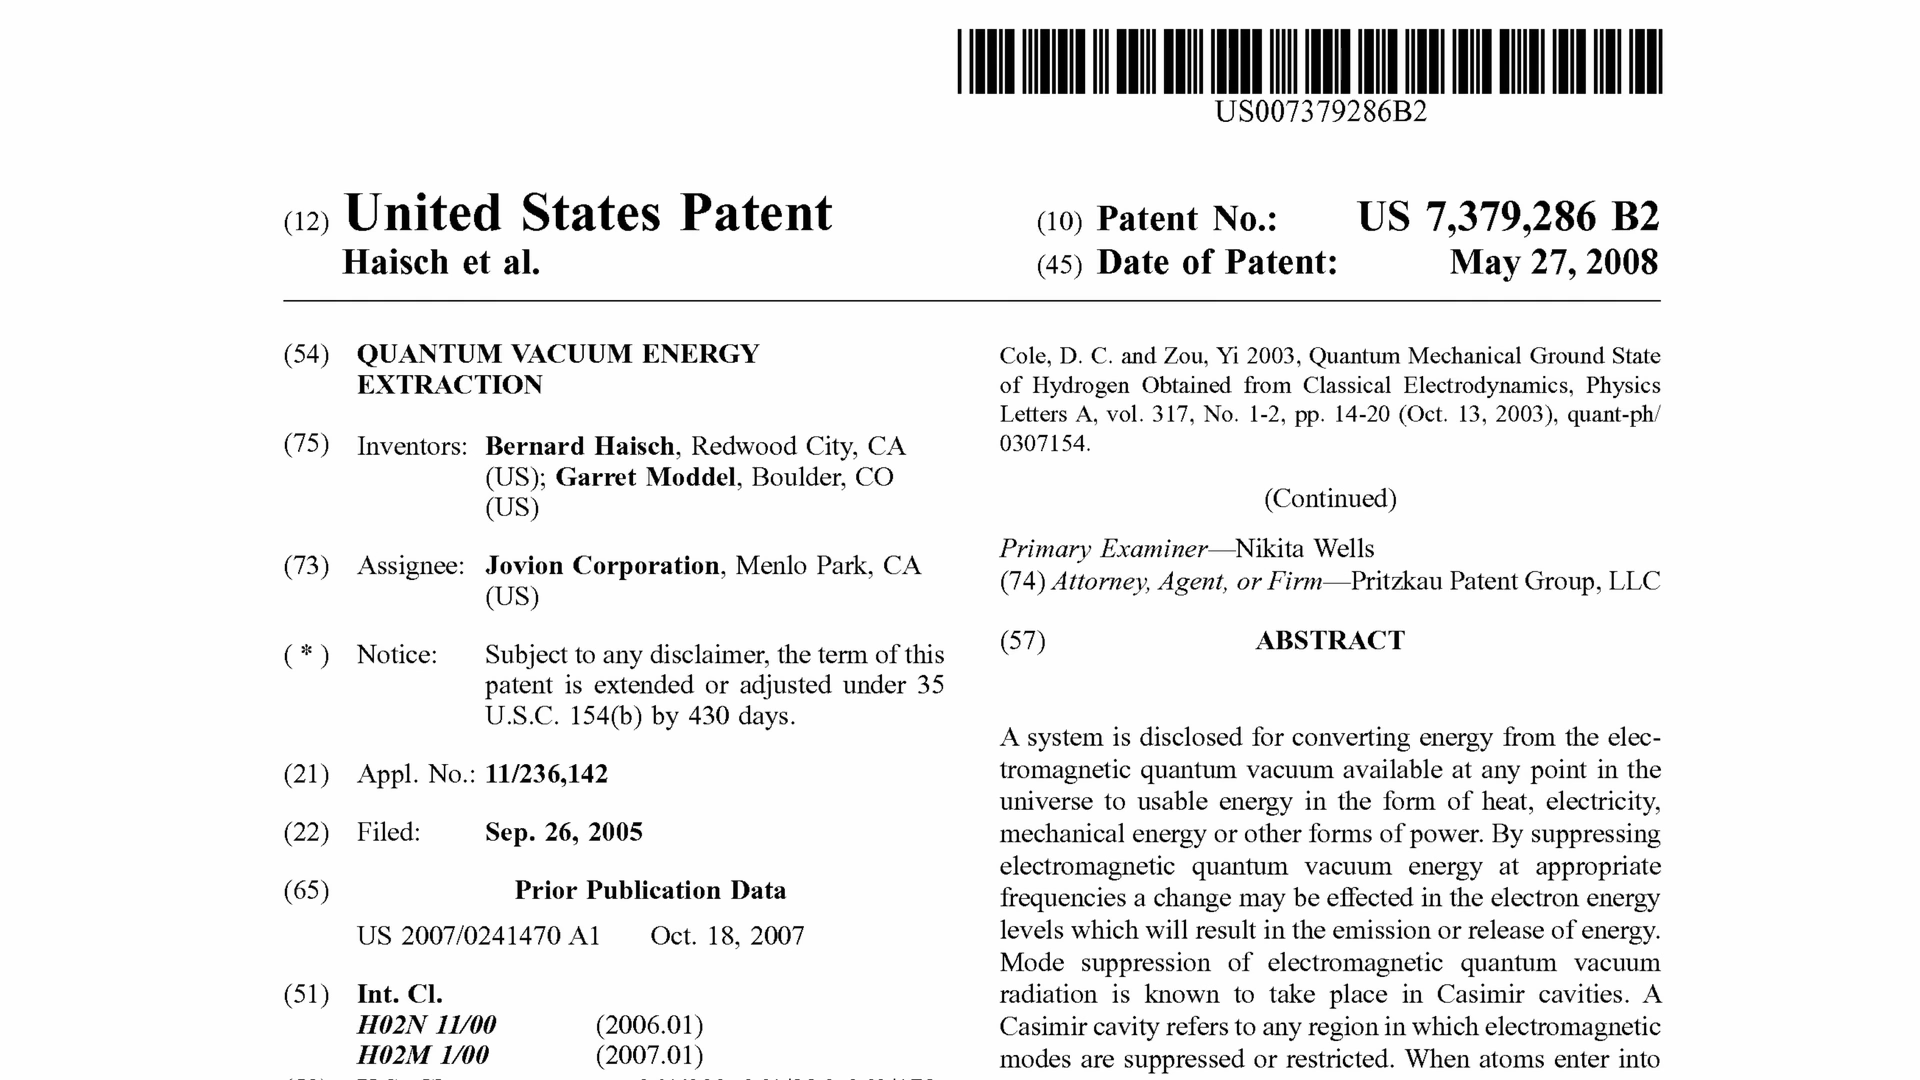 US007379286B2
(12) United States Patent
Haisch et al.
(10) Patent No.: US 7,379,286 B2
(45) Date of Patent: May 27, 2008
(54) QUANTUM VACUUM ENERGY
EXTRACTION
(75) Inventors: Bernard Haisch, Redwood City, CA
(US); Garret Moddel, Boulder, CO
(US)
(73) Assignee: Jovion Corporation, Menlo Park, CA
(US)
( * ) Notice: Subject to any disclaimer, the term of this
patent is extended or adjusted under 35
U.S.C. 154(b) by 430 days.
(21) Appl. No.: 11/236,142
(22) Filed: Sep. 26, 2005
(65) Prior Publication Data
US 2007/0241470 A1 Oct. 18, 2007
(51) Int. Cl.
H02N 11/00 (2006.01)
H02M 1/00 (2007.01)
Cole, D. C. and Zou, Yi 2003, Quantum Mechanical Ground State
of Hydrogen Obtained from Classical Electrodynamics, Physics
Letters A, vol. 317, No. 1-2, pp. 14-20 (Oct. 13, 2003), quant-ph/
0307154.
(Continued)
Primary Examiner—Nikita Wells
(74) Attorney, Agent, or Firm—Pritzkau Patent Group, LLC
(57) ABSTRACT
A system is disclosed for converting energy from the elec-
tromagnetic quantum vacuum available at any point in the
universe to usable energy in the form of heat, electricity,
mechanical energy or other forms of power. By suppressing
electromagnetic quantum vacuum energy at appropriate
frequencies a change may be effected in the electron energy
levels which will result in the emission or release of energy.
Mode suppression of electromagnetic quantum vacuum
radiation is known to take place in Casimir cavities. A
Casimir cavity refers to any region in which electromagnetic
modes are suppressed or restricted. When atoms enter into